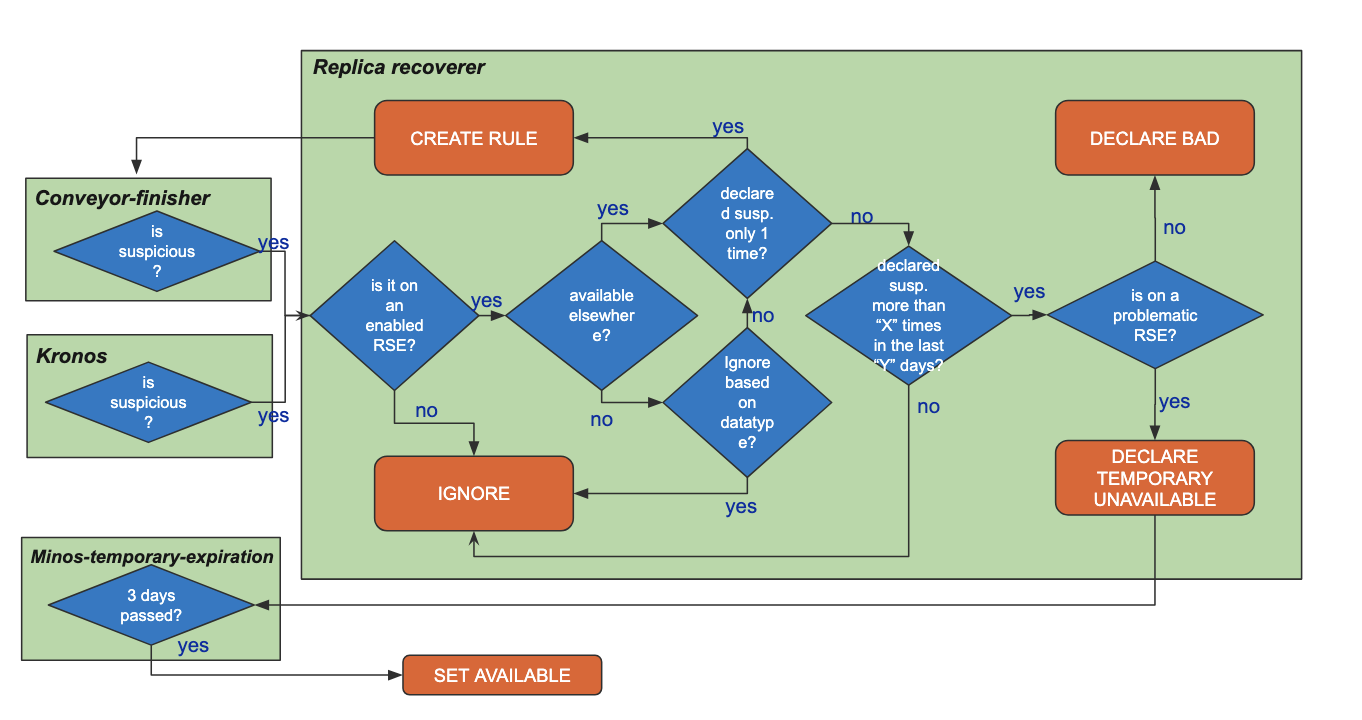 Replica recoverer
CREATE RULE
DECLARE BAD
yes
Conveyor-finisher
is
suspicious
?
yes
declare
d susp.
only 1
time?
yes
no
no
is it on
an
enabled
RSE?
yes
available
elsewher
e?
declared
susp.
more than
“X” times
in the last
“Y” days?
yes
is on a
problematic
RSE?
Kronos
is
suspicious
?
yes
no
Ignore
based
on
datatyp
e?
no
no
no
yes
IGNORE
yes
DECLARE
TEMPORARY
UNAVAILABLE
Minos-temporary-expiration
3 days
passed?
yes
SET AVAILABLE